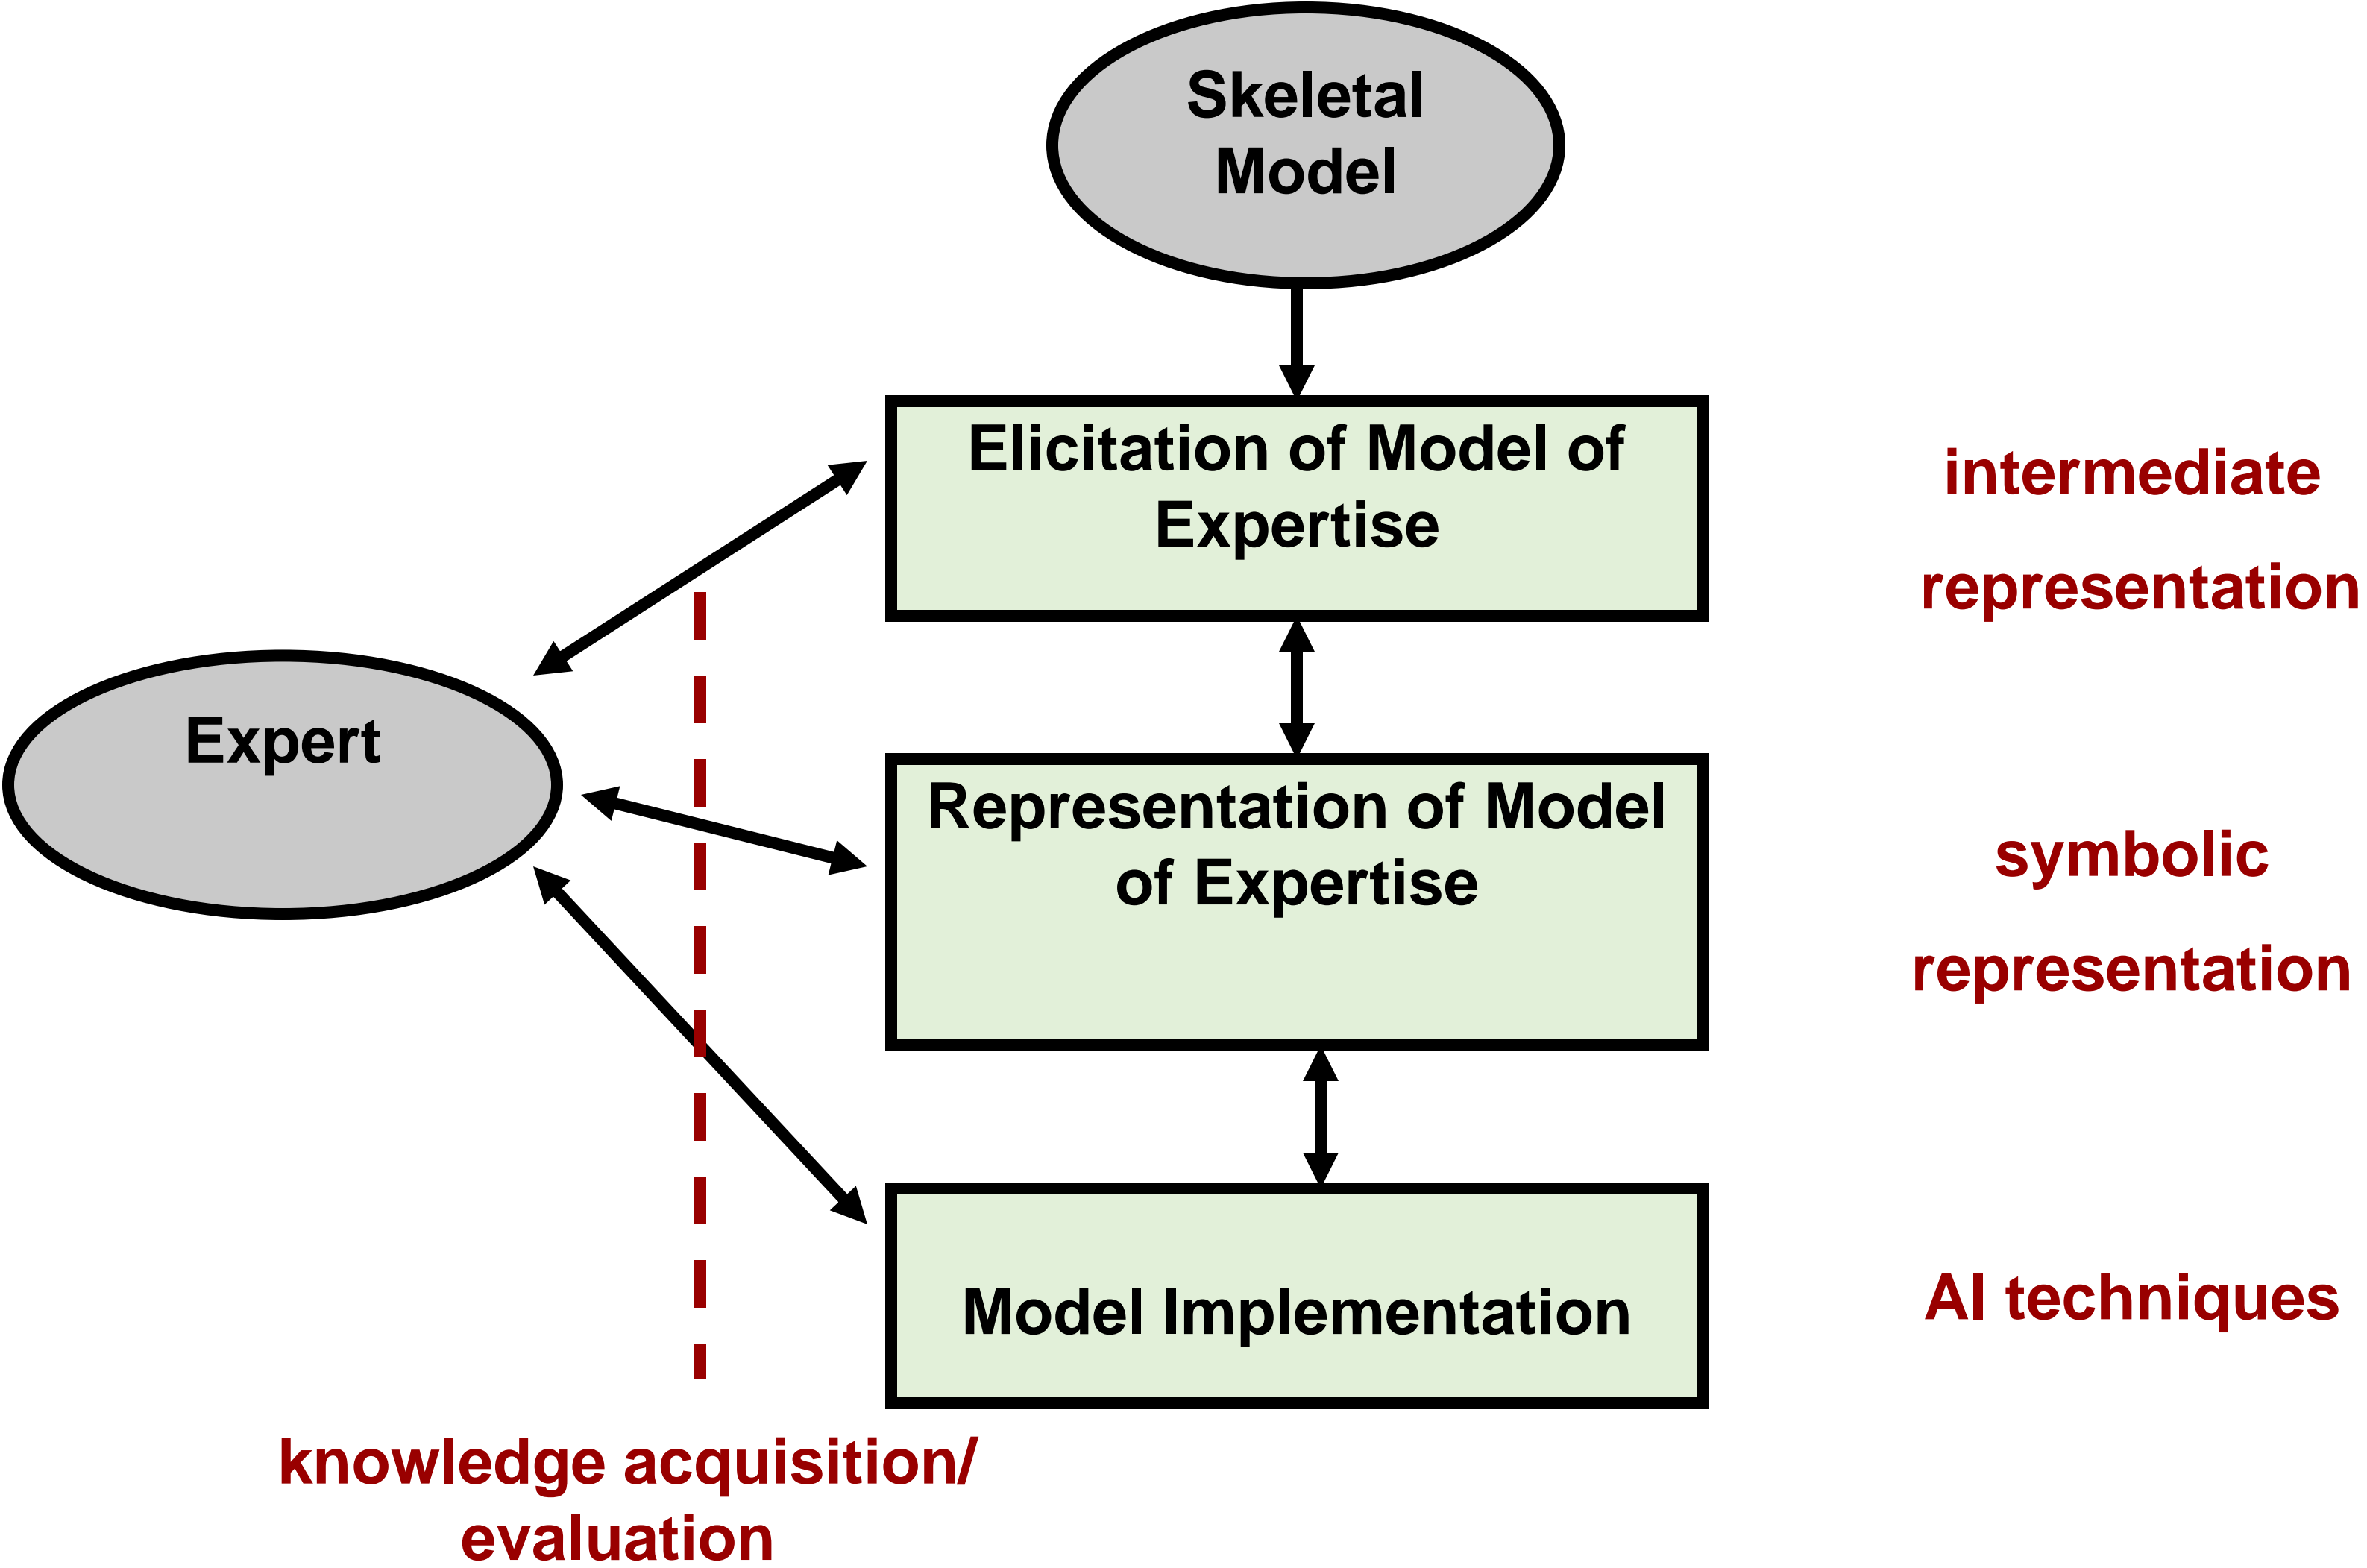 Skeletal
Model
Elicitation of Model of
Expertise
intermediate
representation
Expert
Representation of Model
of Expertise
symbolic
representation
Model Implementation
AI techniques
knowledge acquisition/
evaluation